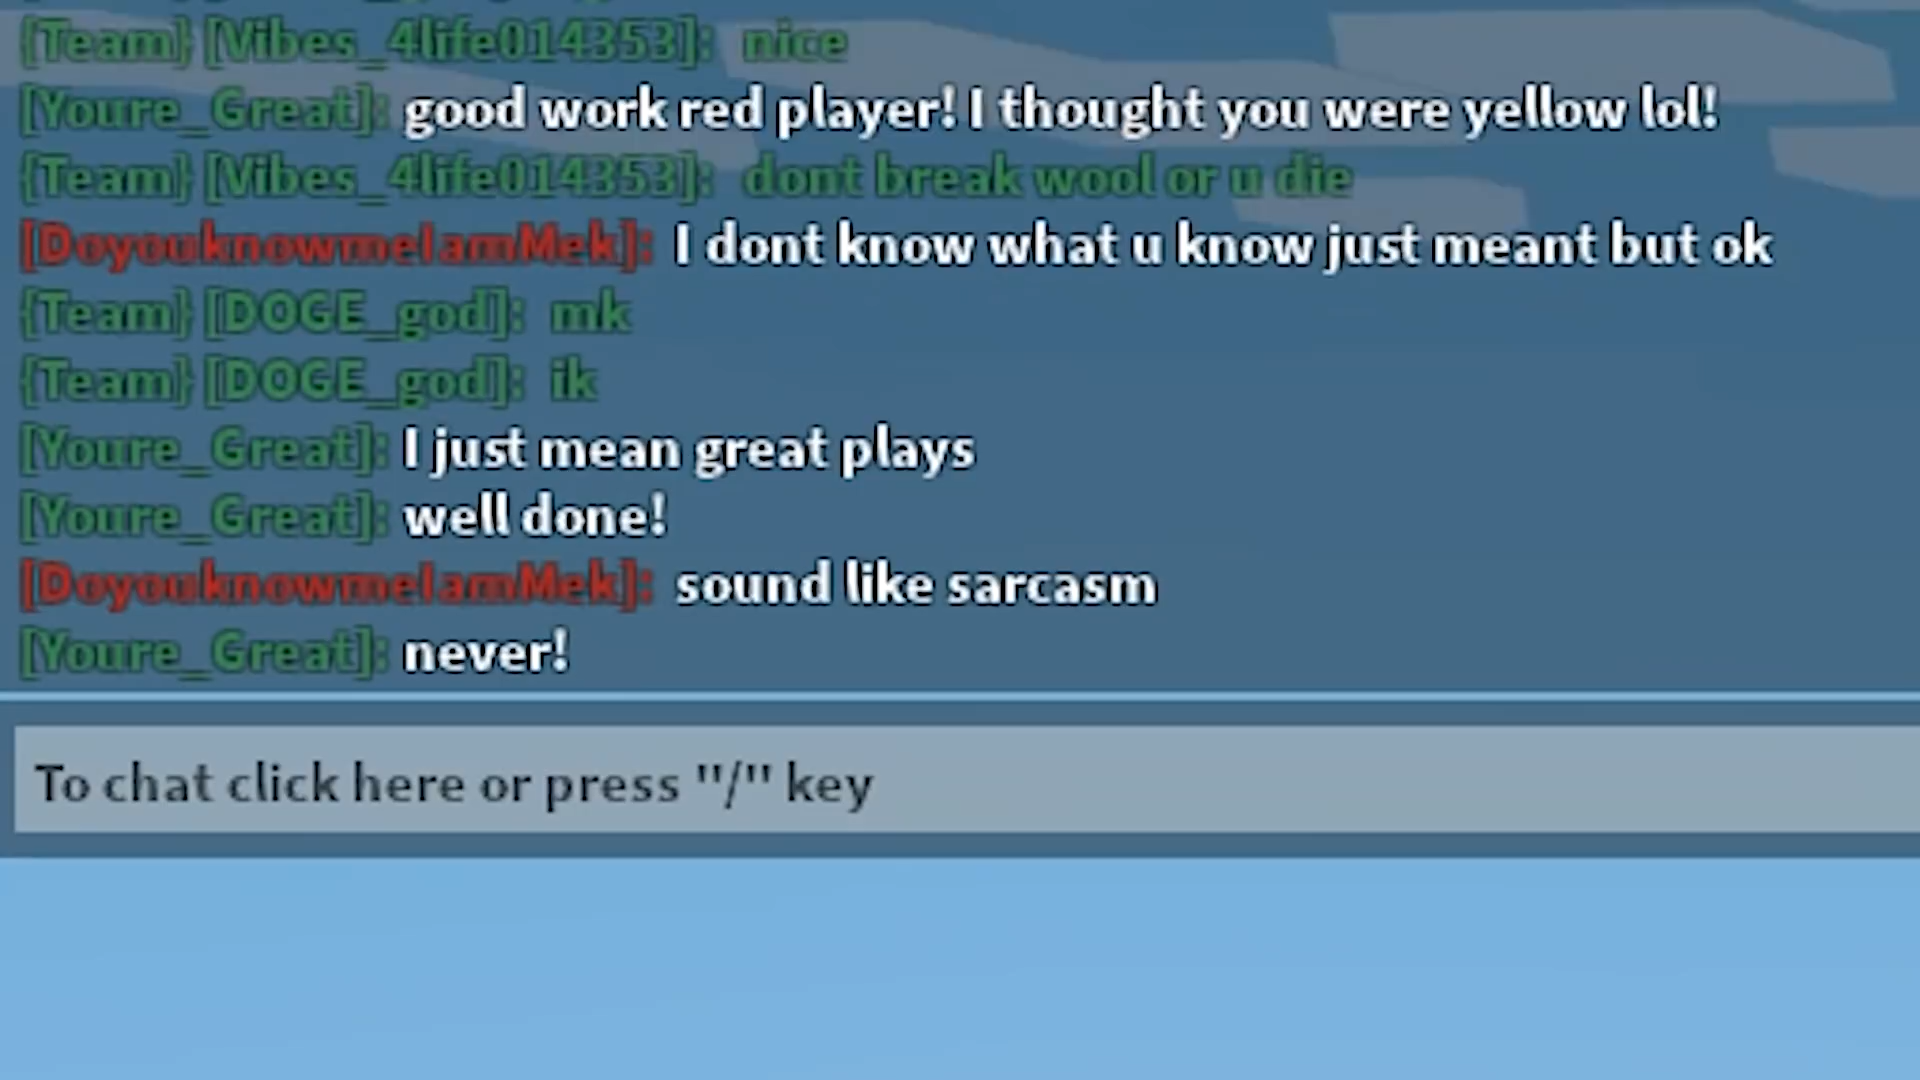 {Team} [Vibes_4life014353]: nice
[Youre_Great]: good work red player! I thought you were yellow lol!
{Team} [Vibes_4life014353]: dont break wool or u die
[DoyouknowmeIamMek]: I dont know what u know just meant but ok
{Team} [DOGE_god]: mk
{Team} [DOGE_god]: ik
[Youre_Great]: I just mean great plays
[Youre_Great]: well done!
[DoyouknowmeIamMek]: sound like sarcasm
[Youre_Great]: never!
To chat click here or press "/" key